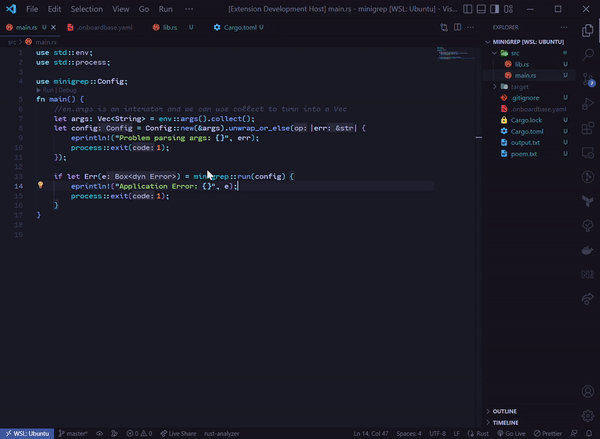 File Edit Selection View Go Run ··· [Extension Development Host] main.rs - minigrep [WSL: Ubuntu] - Vis...
main.rs U × .onboardbase.yaml lib.rs U Cargo.toml U
src > main.rs
1 use std::env;
2 use std::process;
3
4 use minigrep::Config;
Run | Debug
5 fn main() {
6 //en.args is an interator and we can use collect to turn into a Vec
7 let args: Vec<String> = env::args().collect();
8 let config: Config = Config::new(&args).unwrap_or_else(op: |err: &str| {
9 eprintln!("Problem parsing args: {}", err);
10 process::exit(code: 1);
11 });
12
13 if let Err(e: Box<dyn Error>) = minigrep::run(config) {
14 eprintln!("Application Error: {}", e);
15 process::exit(code: 1);
16 }
17 }
18
19
EXPLORER ···
MINIGREP [WSL: UBUNTU]
src
lib.rs U
main.rs U
target
.gitignore U
.onboardbase.yaml
Cargo.lock U
Cargo.toml U
output.txt U
poem.txt U
OUTLINE
TIMELINE
WSL: Ubuntu master* 0 0 Live Share rust-analyzer Ln 14, Col 47 Spaces: 4 UTF-8 LF Rust Go Live Prettier